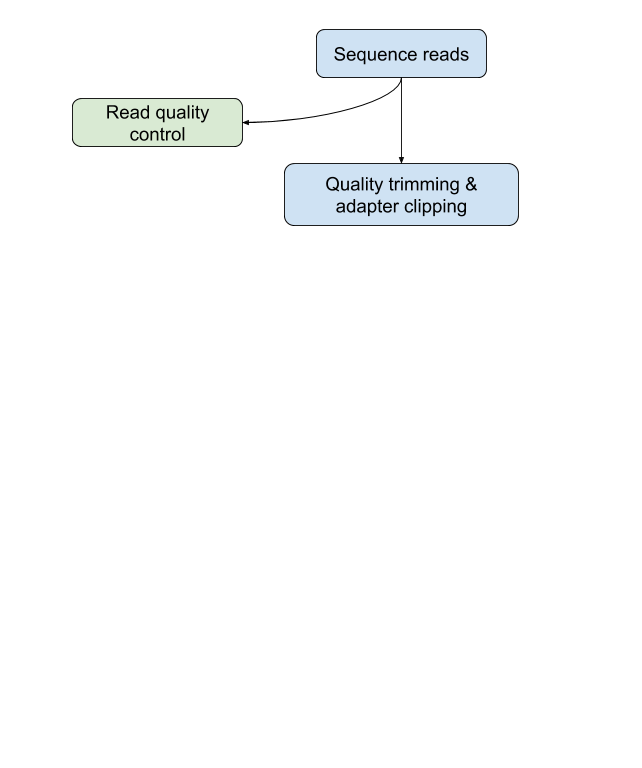 Sequence reads
Read quality
control
Quality trimming &
adapter clipping